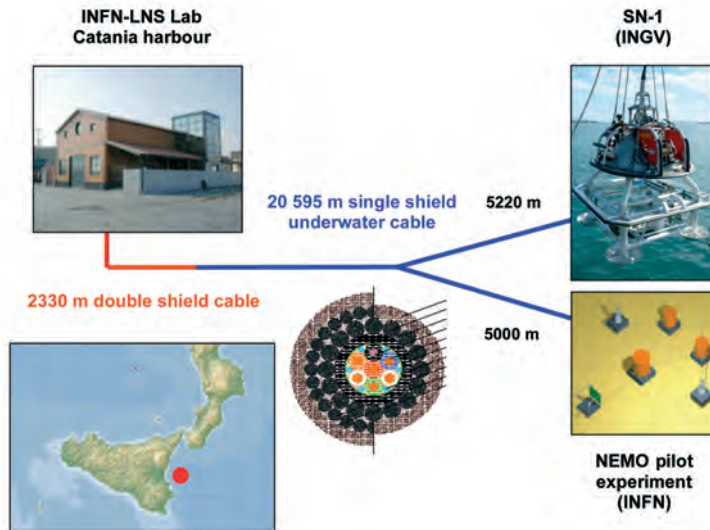 INFN-LNS Lab
Catania harbour
SN-1
(INGV)
20 595 m single shield
underwater cable
5220 m
2330 m double shield cable
5000 m
NEMO pilot
experiment
(INFN)